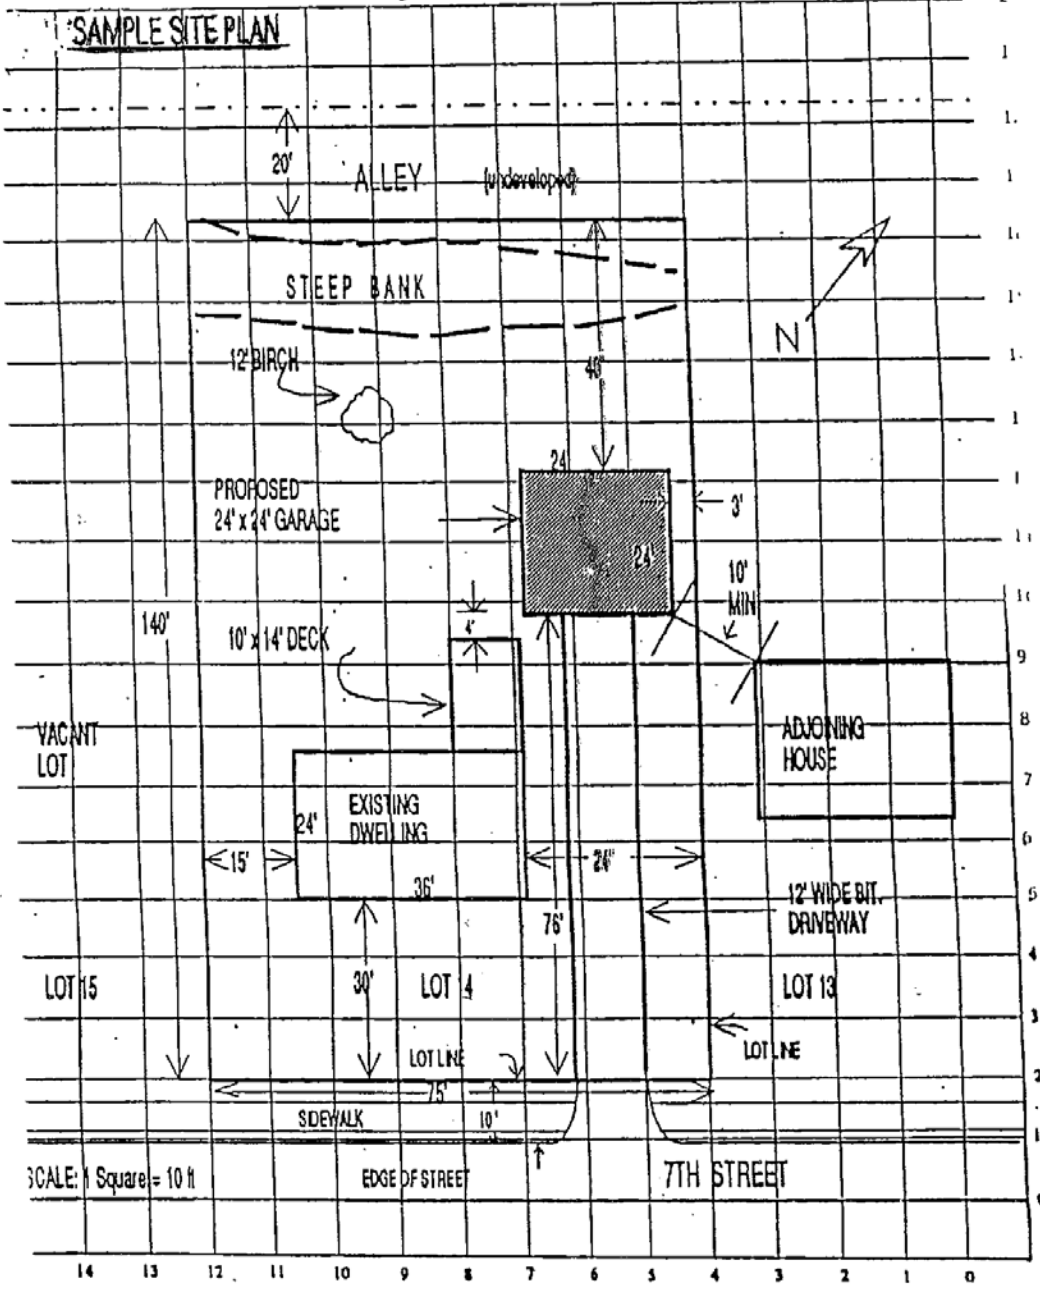 SAMPLE SITE PLAN
20'
ALLEY (undeveloped)
STEEP BANK
N
12' BIRCH
40'
24
PROPOSED
24' x 24' GARAGE
3'
24'
10'
MIN
140'
10' x 14' DECK
4'
9
8
VACANT
LOT
ADJOINING
HOUSE
7
EXISTING
DWELLING
24'
6
15'
36'
5
76'
12' WIDE BIT.
DRIVEWAY
4
LOT 15
30'
LOT 14
LOT 13
3
LOT LINE
LOT LINE
2
75'
SIDEWALK
10'
1
SCALE: 1 Square = 10 ft
EDGE OF STREET
7TH STREET
14 13 12 11 10 9 8 7 6 5 4 3 2 1 0